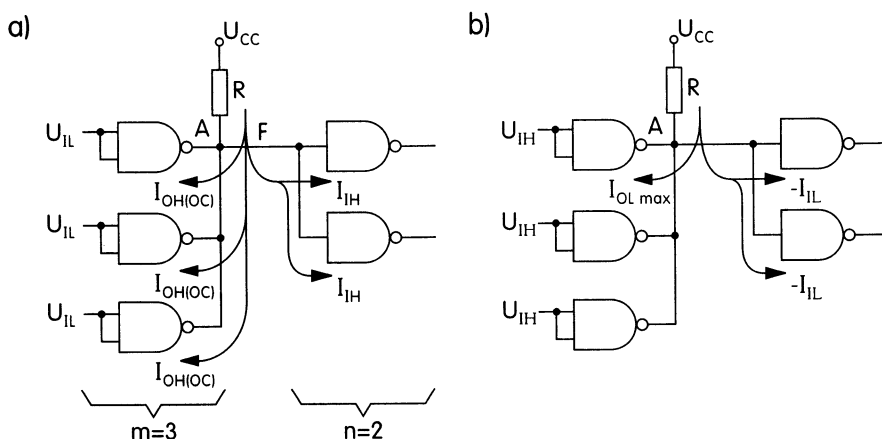 a)
U_CC
R
U_IL
A
F
I_OH(OC)
I_IH
U_IL
I_OH(OC)
I_IH
U_IL
I_OH(OC)
m=3
n=2
b)
U_CC
R
U_IH
A
I_OL max
-I_IL
U_IH
-I_IL
U_IH